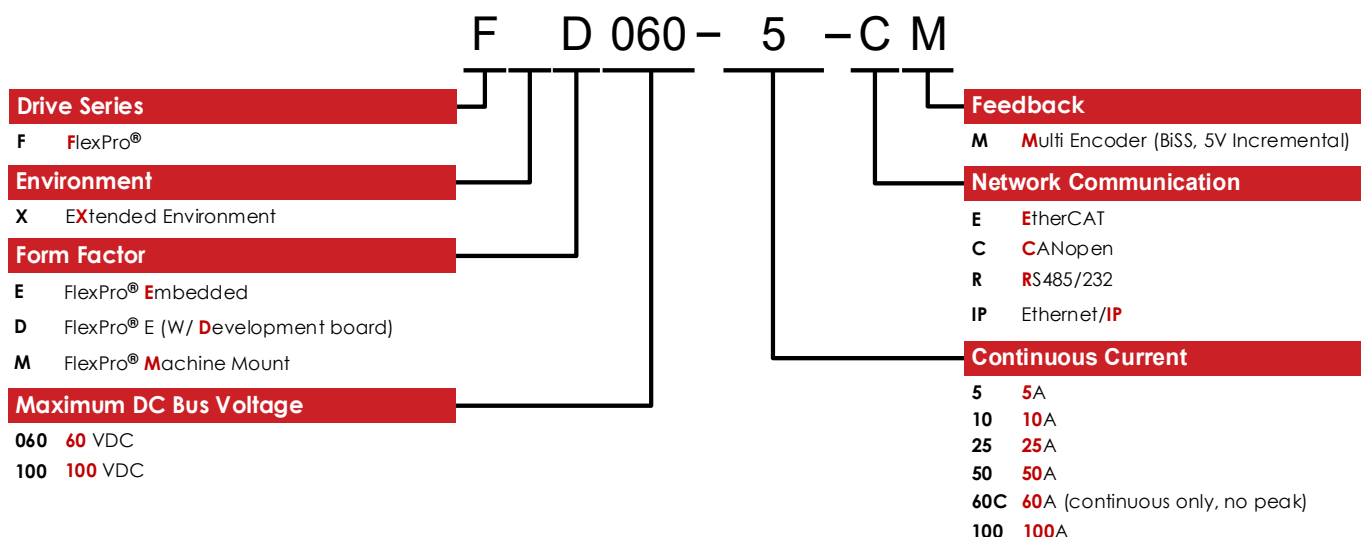 F D 060 – 5 – C M
Drive Series
F FlexPro®
Environment
X EXtended Environment
Form Factor
E FlexPro® Embedded
D FlexPro® E (W/ Development board)
M FlexPro® Machine Mount
Maximum DC Bus Voltage
060 60 VDC
100 100 VDC
Feedback
M Multi Encoder (BiSS, 5V Incremental)
Network Communication
E EtherCAT
C CANopen
R RS485/232
IP Ethernet/IP
Continuous Current
5 5A
10 10A
25 25A
50 50A
60C 60A (continuous only, no peak)
100 100A